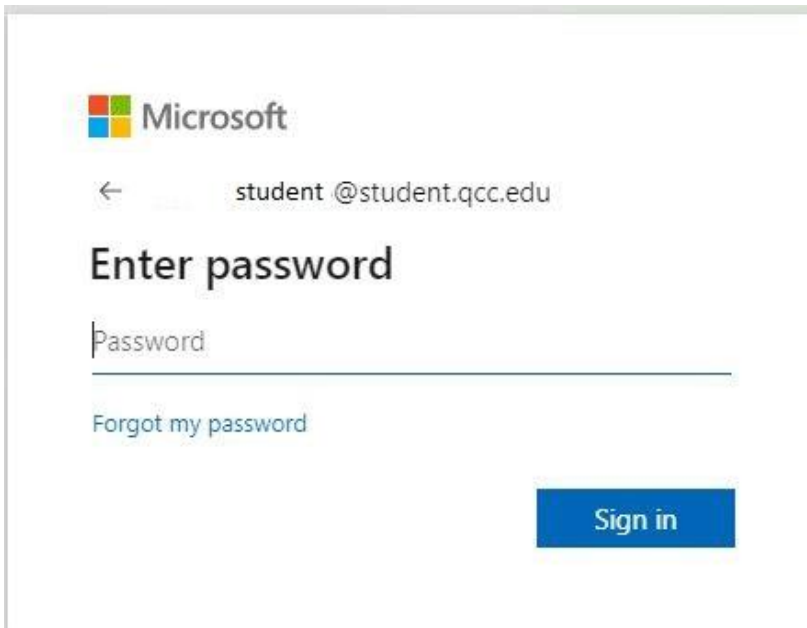 Microsoft
← student @student.qcc.edu
Enter password
Password
Forgot my password
Sign in